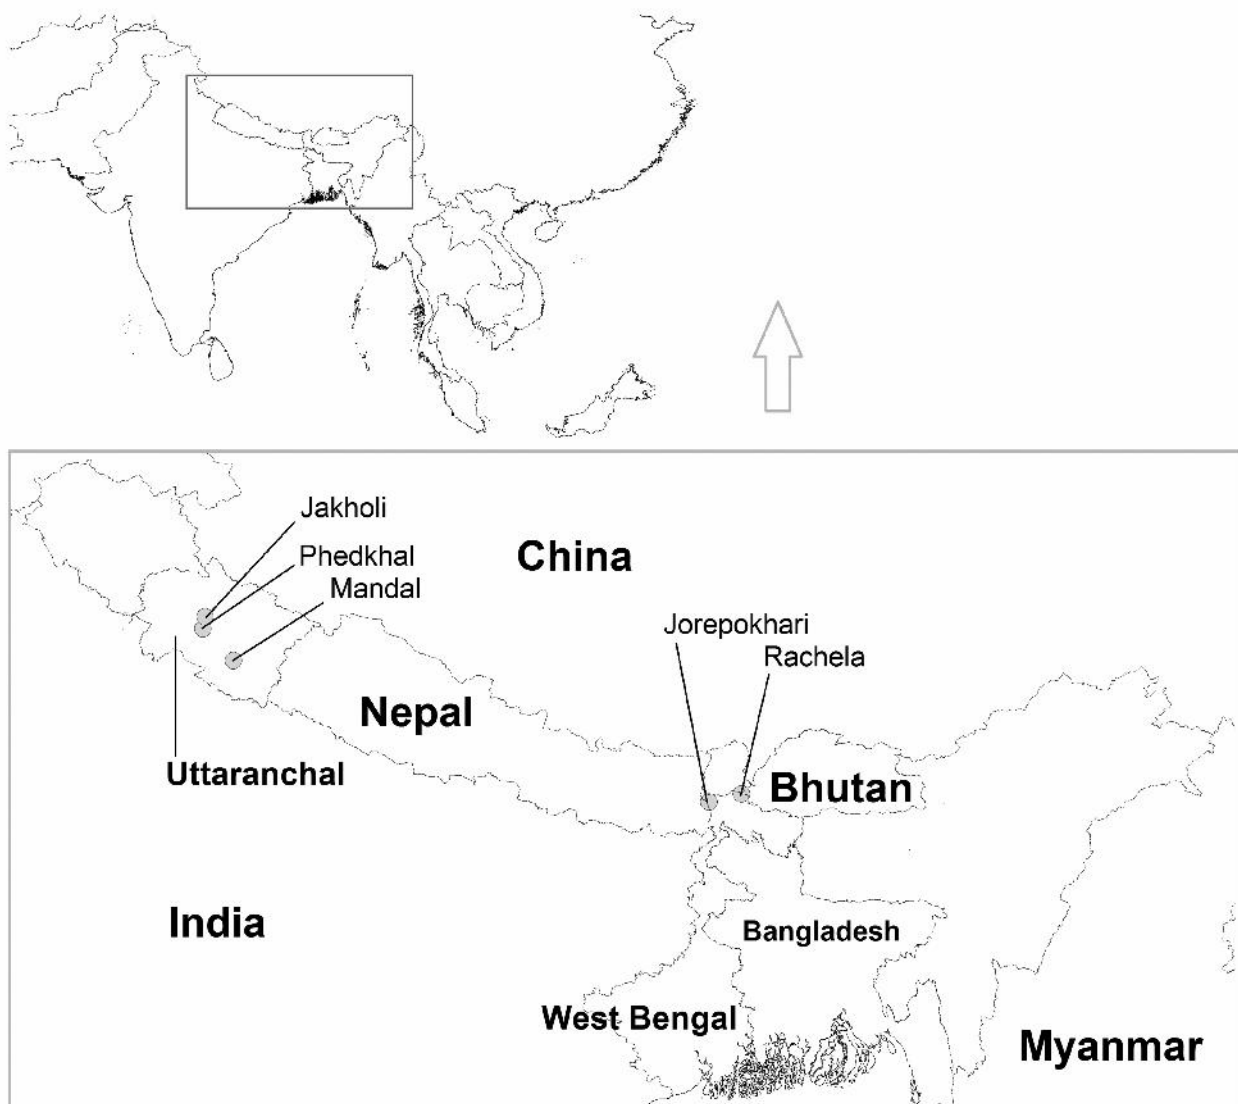 Jakholi
China
Phedkhal
Mandal
Jorepokhari
Rachela
Nepal
Uttaranchal
Bhutan
India
Bangladesh
West Bengal
Myanmar